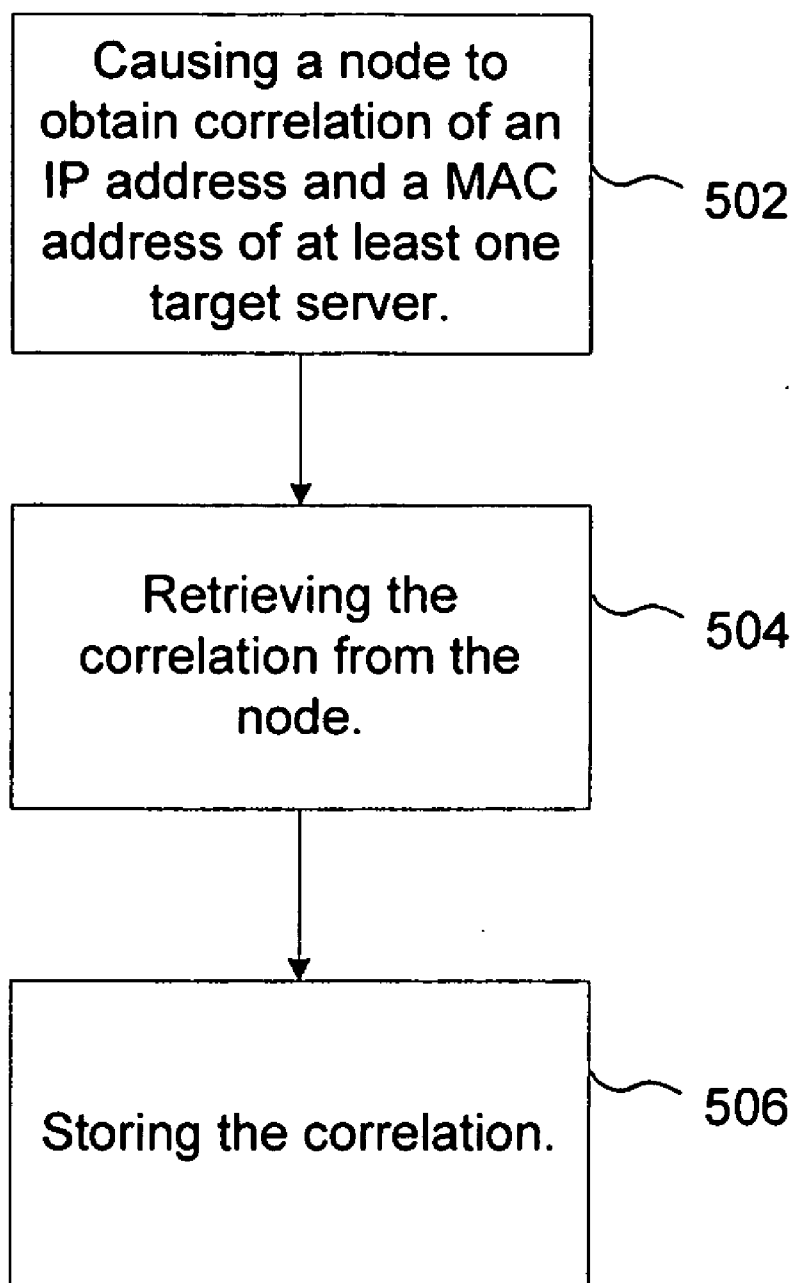 Causing a node to
obtain correlation of an
IP address and a MAC
address of at least one
target server.
502
Retrieving the
correlation from the
node.
504
Storing the correlation.
506